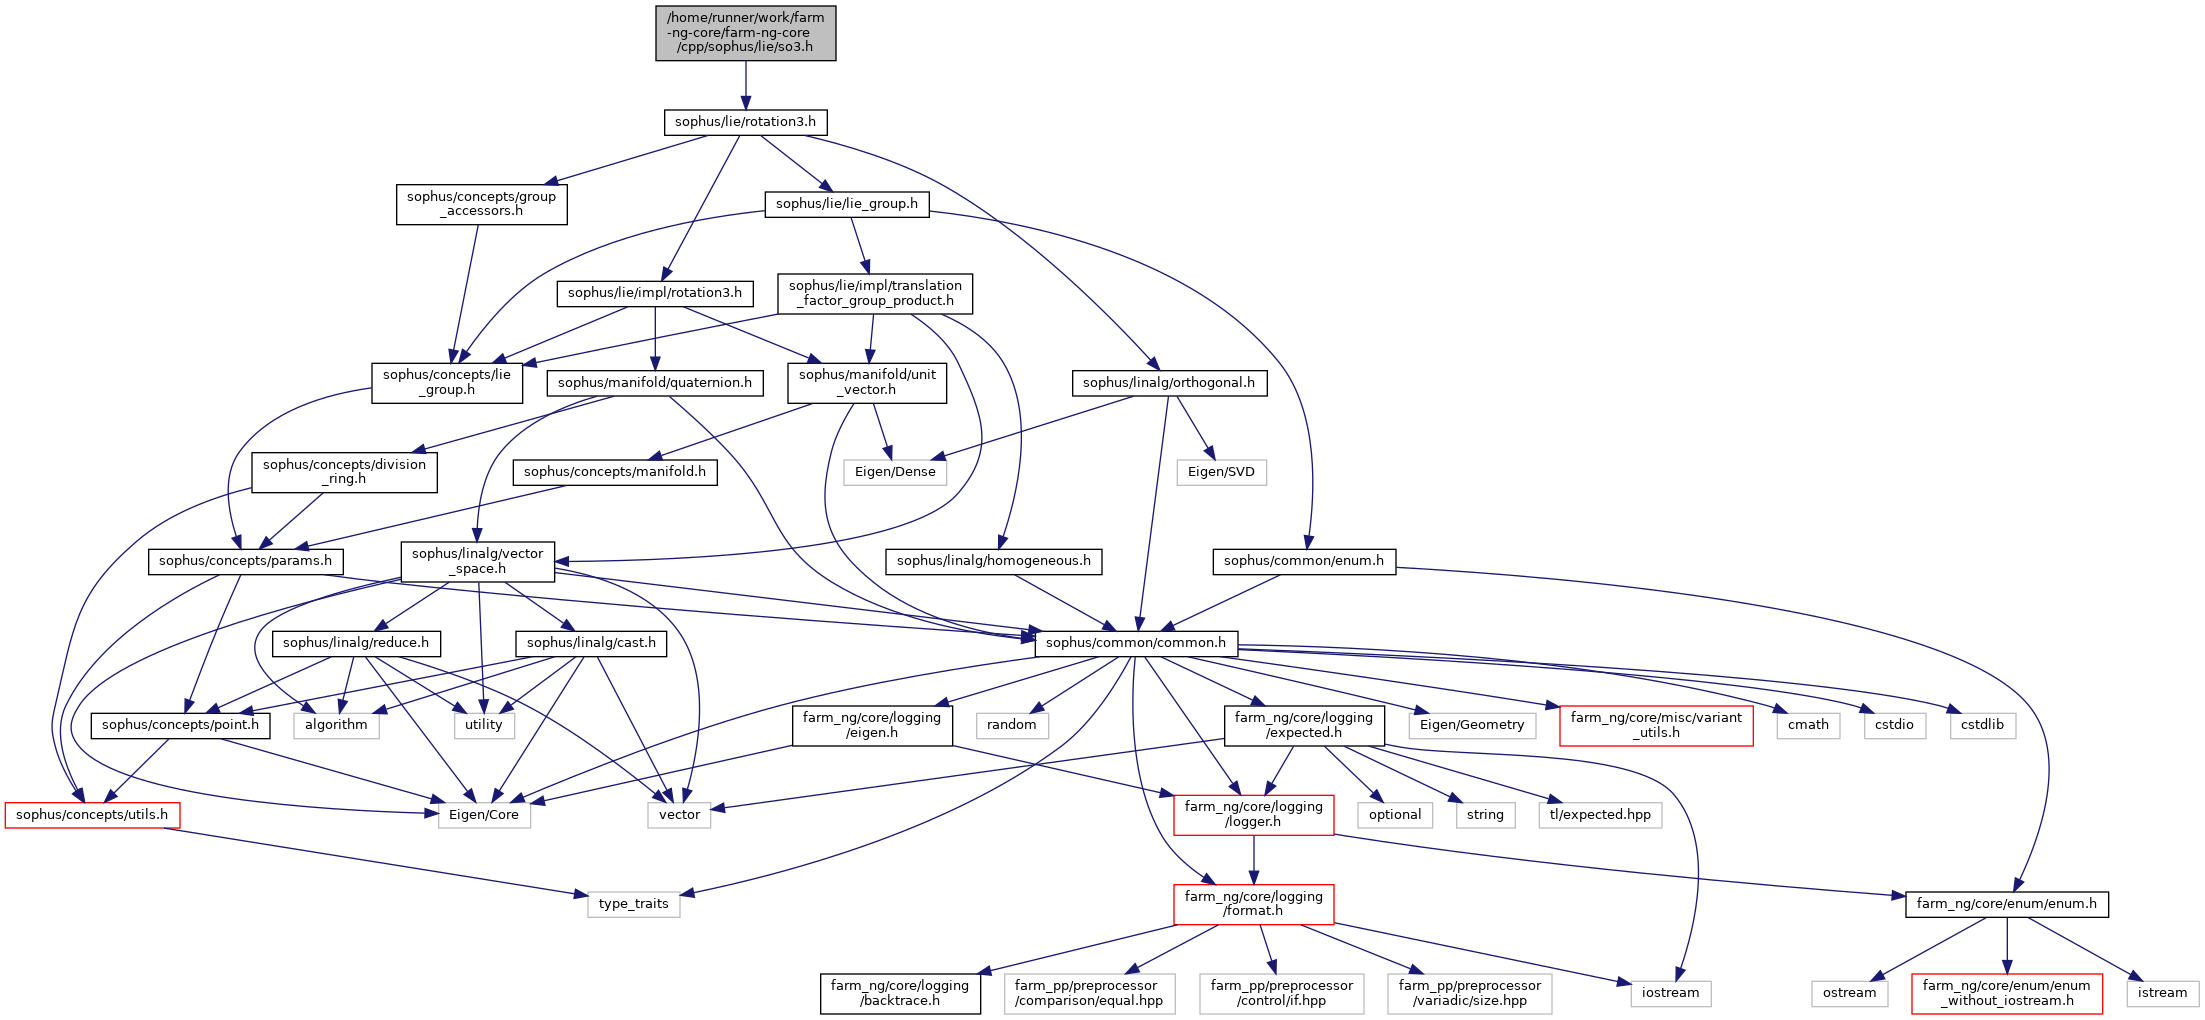 /home/runner/work/farm
-ng-core/farm-ng-core
/cpp/sophus/lie/so3.h
sophus/lie/rotation3.h
sophus/concepts/group
_accessors.h
sophus/lie/lie_group.h
sophus/lie/impl/rotation3.h
sophus/lie/impl/translation
_factor_group_product.h
sophus/concepts/lie
_group.h
sophus/manifold/quaternion.h
sophus/manifold/unit
_vector.h
sophus/linalg/orthogonal.h
sophus/concepts/division
_ring.h
sophus/concepts/manifold.h
Eigen/Dense
Eigen/SVD
sophus/concepts/params.h
sophus/linalg/vector
_space.h
sophus/linalg/homogeneous.h
sophus/common/enum.h
sophus/linalg/reduce.h
sophus/linalg/cast.h
sophus/common/common.h
sophus/concepts/point.h
algorithm
utility
farm_ng/core/logging
/eigen.h
random
farm_ng/core/logging
/expected.h
Eigen/Geometry
farm_ng/core/misc/variant
_utils.h
cmath
cstdio
cstdlib
sophus/concepts/utils.h
Eigen/Core
vector
farm_ng/core/logging
/logger.h
optional
string
tl/expected.hpp
type_traits
farm_ng/core/logging
/format.h
farm_ng/core/enum/enum.h
farm_ng/core/logging
/backtrace.h
farm_pp/preprocessor
/comparison/equal.hpp
farm_pp/preprocessor
/control/if.hpp
farm_pp/preprocessor
/variadic/size.hpp
iostream
ostream
farm_ng/core/enum/enum
_without_iostream.h
istream